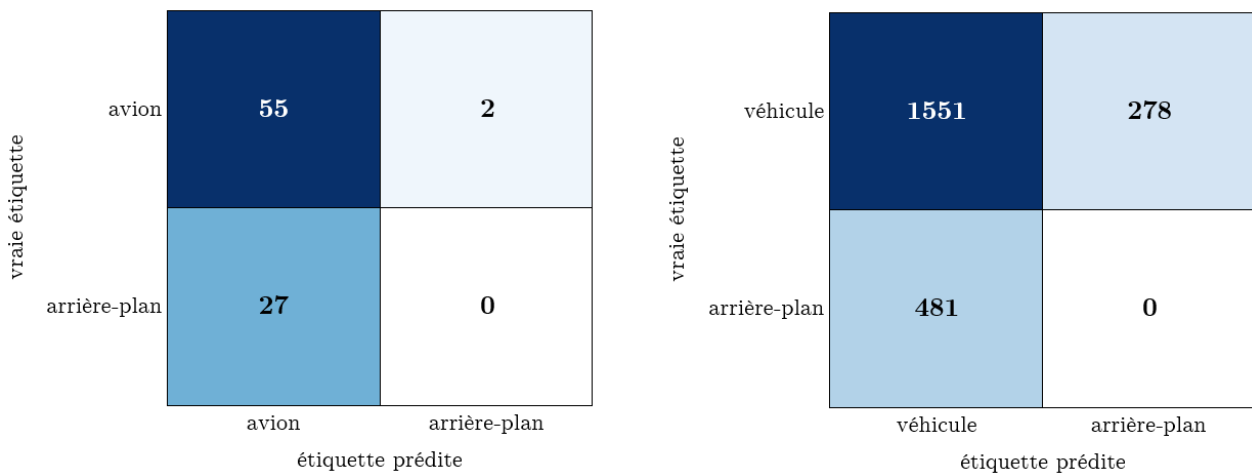 avion
55
2
vraie étiquette
arrière-plan
27
0
avion
arrière-plan
étiquette prédite
véhicule
1551
278
vraie étiquette
arrière-plan
481
0
véhicule
arrière-plan
étiquette prédite